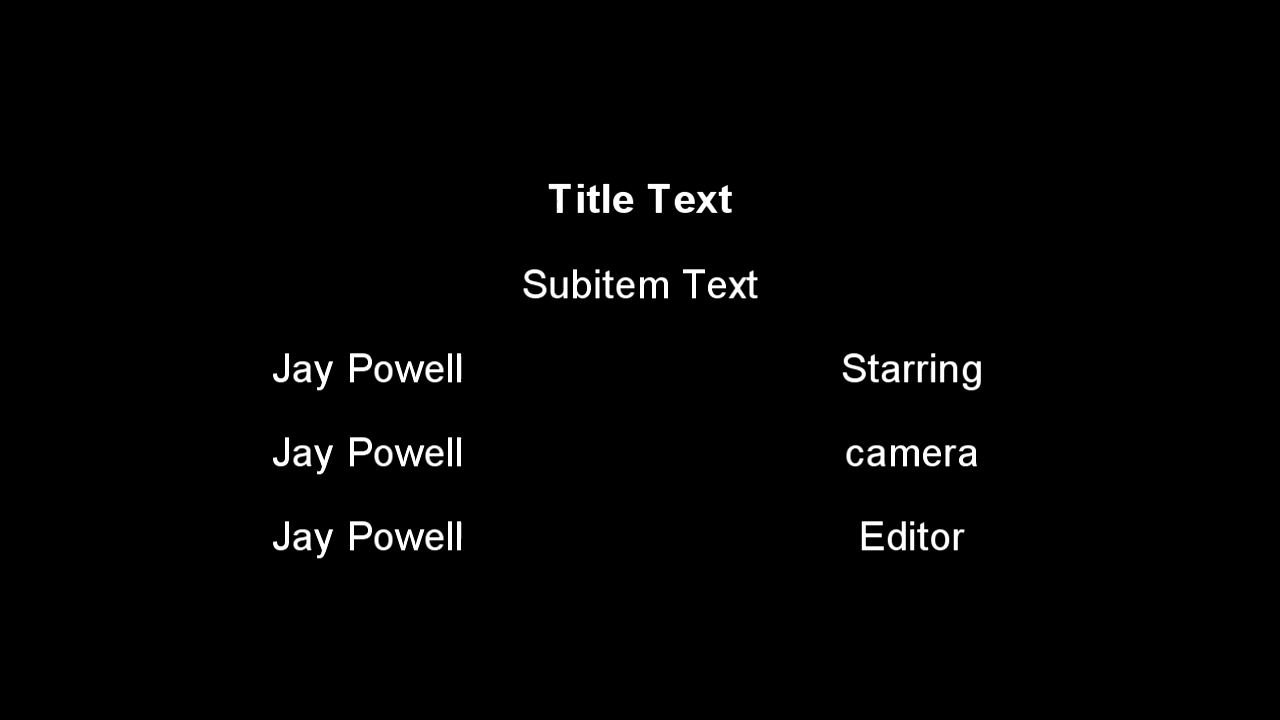 Title Text
Subitem Text
Jay Powell Starring
Jay Powell camera
Jay Powell Editor